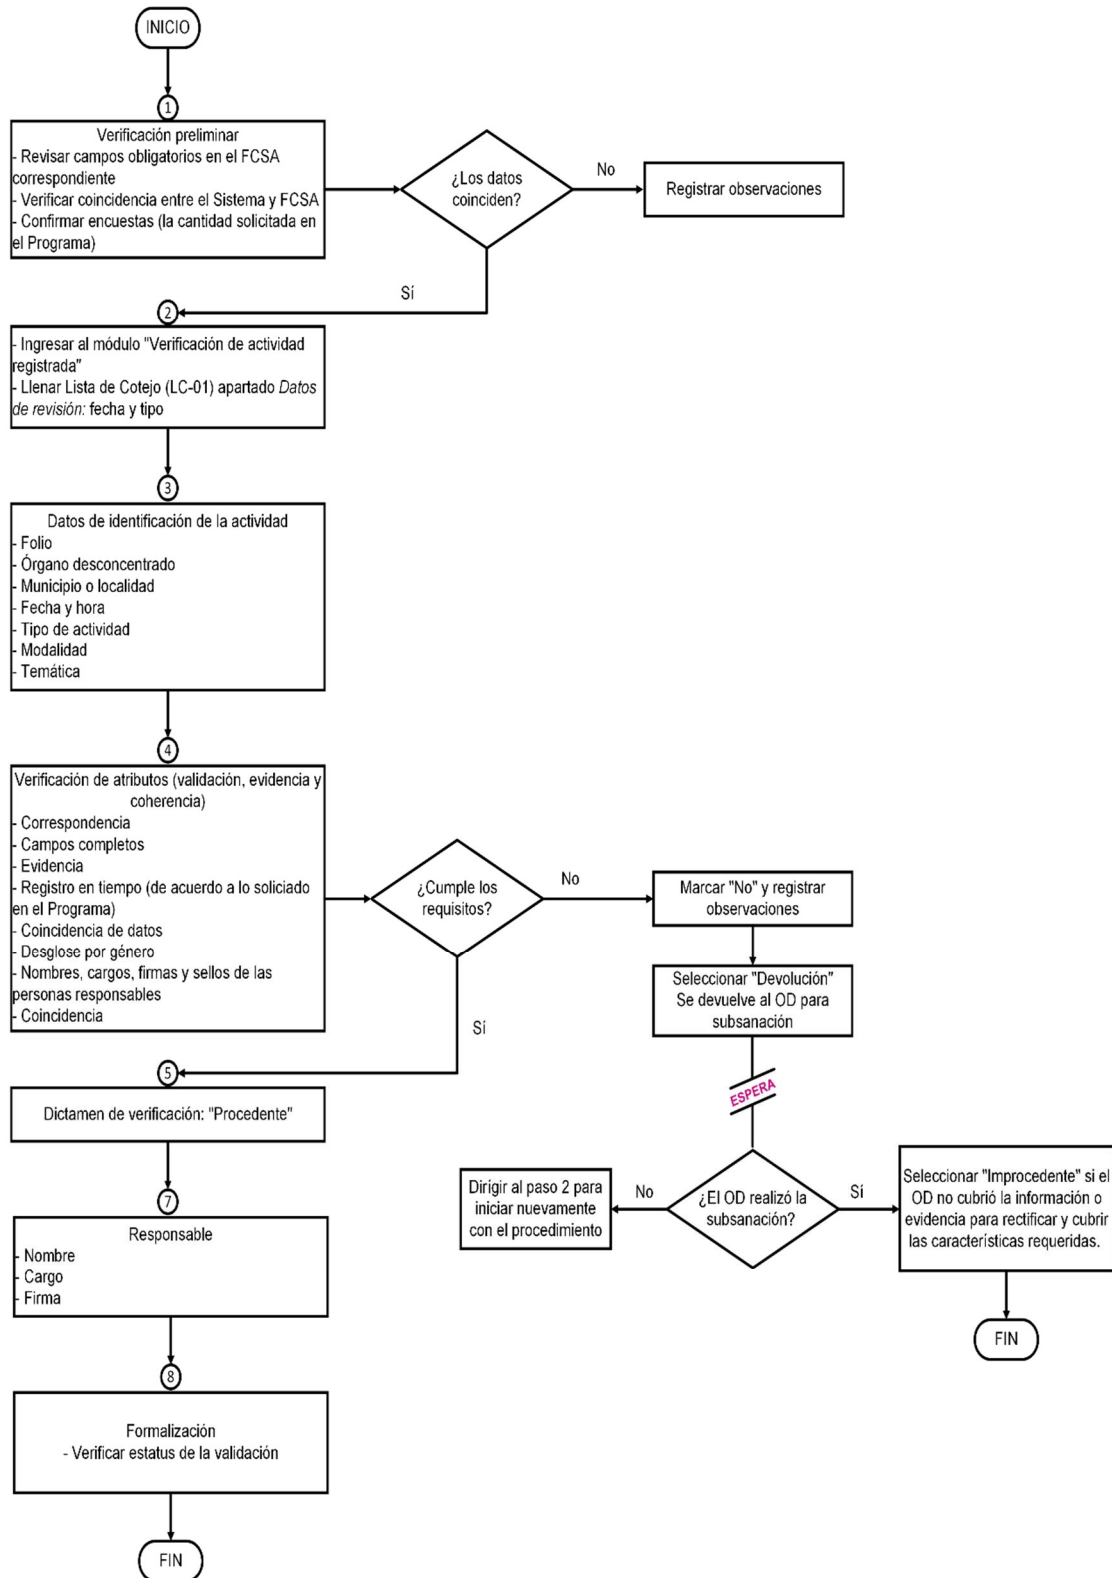 INICIO
1
Verificación preliminar
- Revisar campos obligatorios en el FCSA
correspondiente
- Verificar coincidencia entre el Sistema y FCSA
- Confirmar encuestas (la cantidad solicitada en
el Programa)
¿Los datos
coinciden?
No
Registrar observaciones
Sí
2
- Ingresar al módulo "Verificación de actividad
registrada"
- Llenar Lista de Cotejo (LC-01) apartado Datos
de revisión: fecha y tipo
3
Datos de identificación de la actividad
- Folio
- Órgano desconcentrado
- Municipio o localidad
- Fecha y hora
- Tipo de actividad
- Modalidad
- Temática
4
Verificación de atributos (validación, evidencia y
coherencia)
- Correspondencia
- Campos completos
- Evidencia
- Registro en tiempo (de acuerdo a lo soliciado
en el Programa)
- Coincidencia de datos
- Desglose por género
- Nombres, cargos, firmas y sellos de las
personas responsables
- Coincidencia
¿Cumple los
requisitos?
No
Marcar "No" y registrar
observaciones
Seleccionar "Devolución"
Se devuelve al OD para
subsanación
Sí
ESPERA
5
Dictamen de verificación: "Procedente"
¿El OD realizó la
subsanación?
No
Dirigir al paso 2 para
iniciar nuevamente
con el procedimiento
Sí
Seleccionar "Improcedente" si el
OD no cubrió la información o
evidencia para rectificar y cubrir
las características requeridas.
FIN
7
Responsable
- Nombre
- Cargo
- Firma
8
Formalización
- Verificar estatus de la validación
FIN